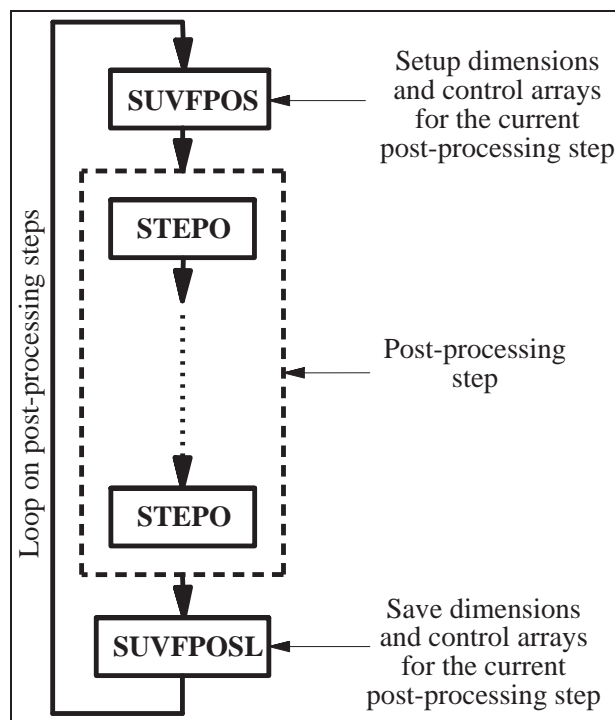 SUVFPOS
Setup dimensions
and control arrays
for the current
post-processing step
Loop on post-processing steps
STEPO
Post-processing
step
STEPO
SUVFPOSL
Save dimensions
and control arrays
for the current
post-processing step